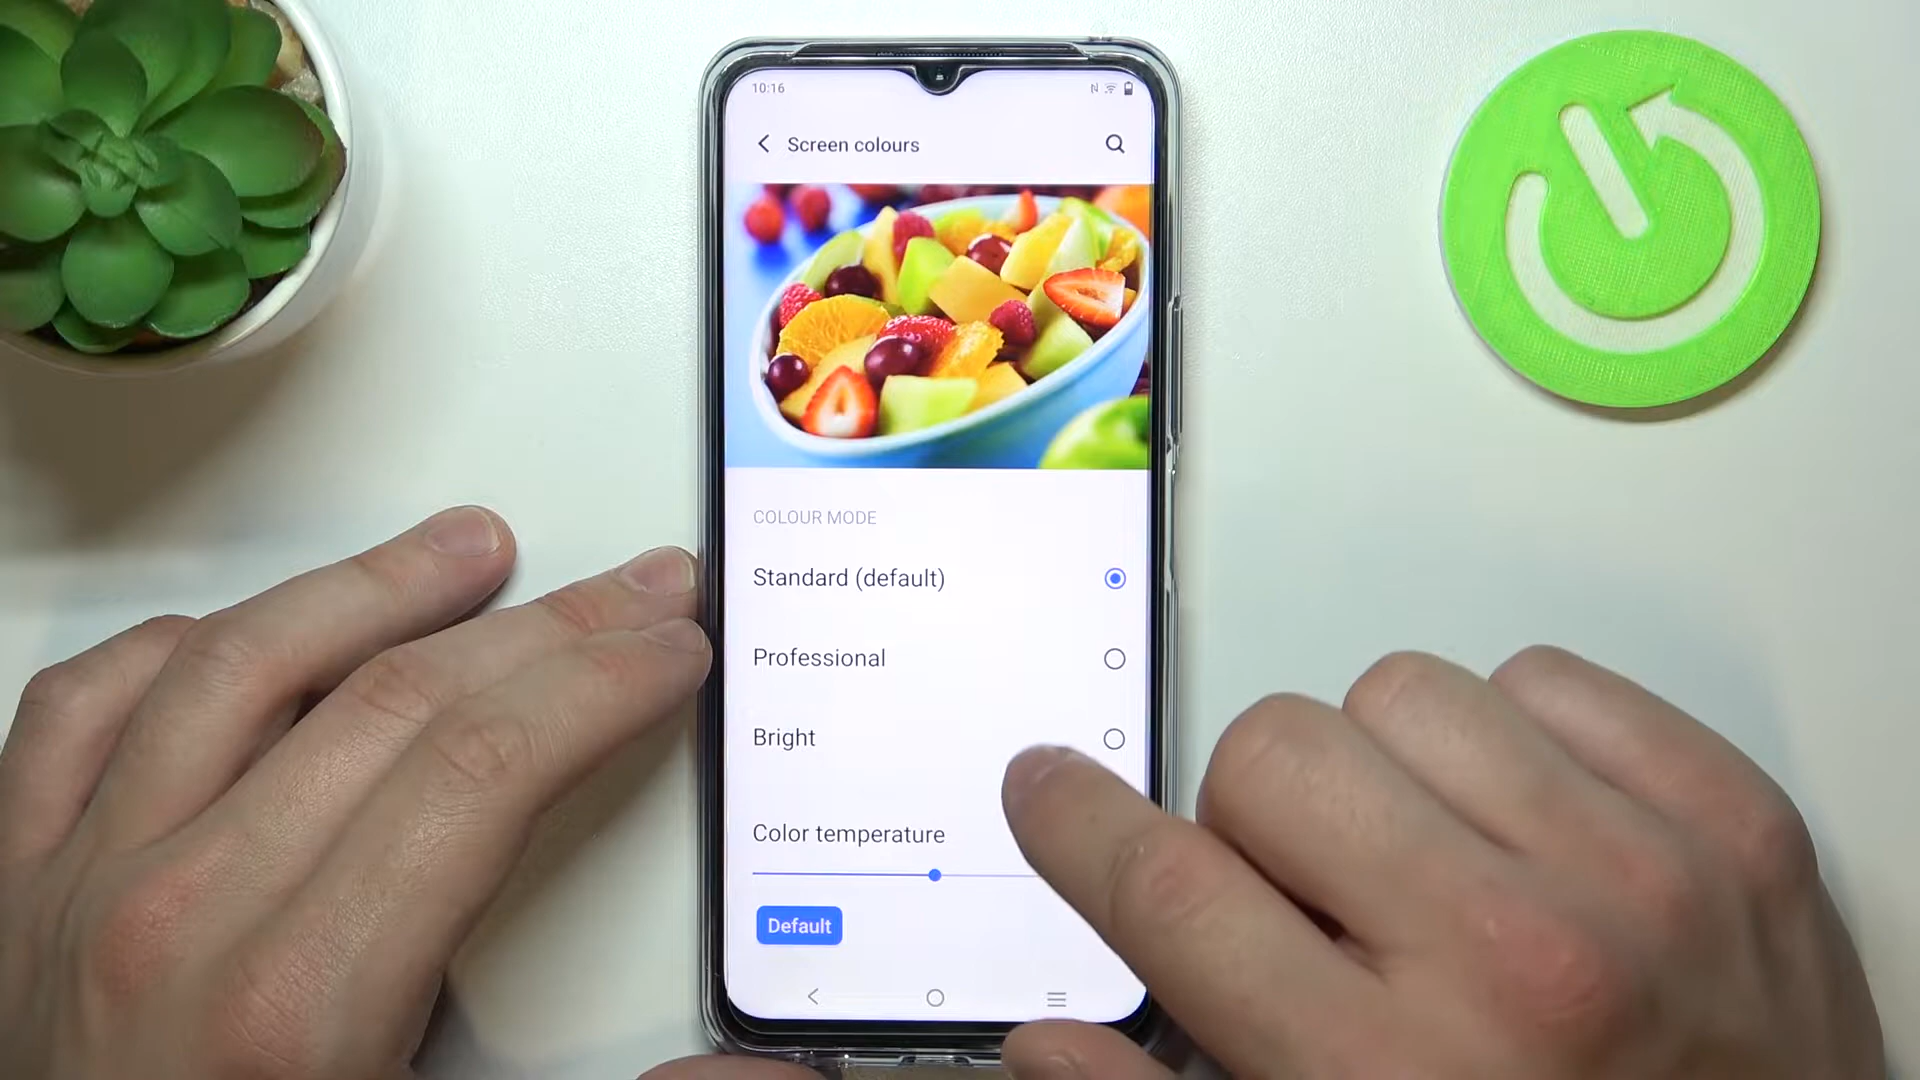 10:16
Screen colours
COLOUR MODE
Standard (default)
Professional
Bright
Color temperature
Default